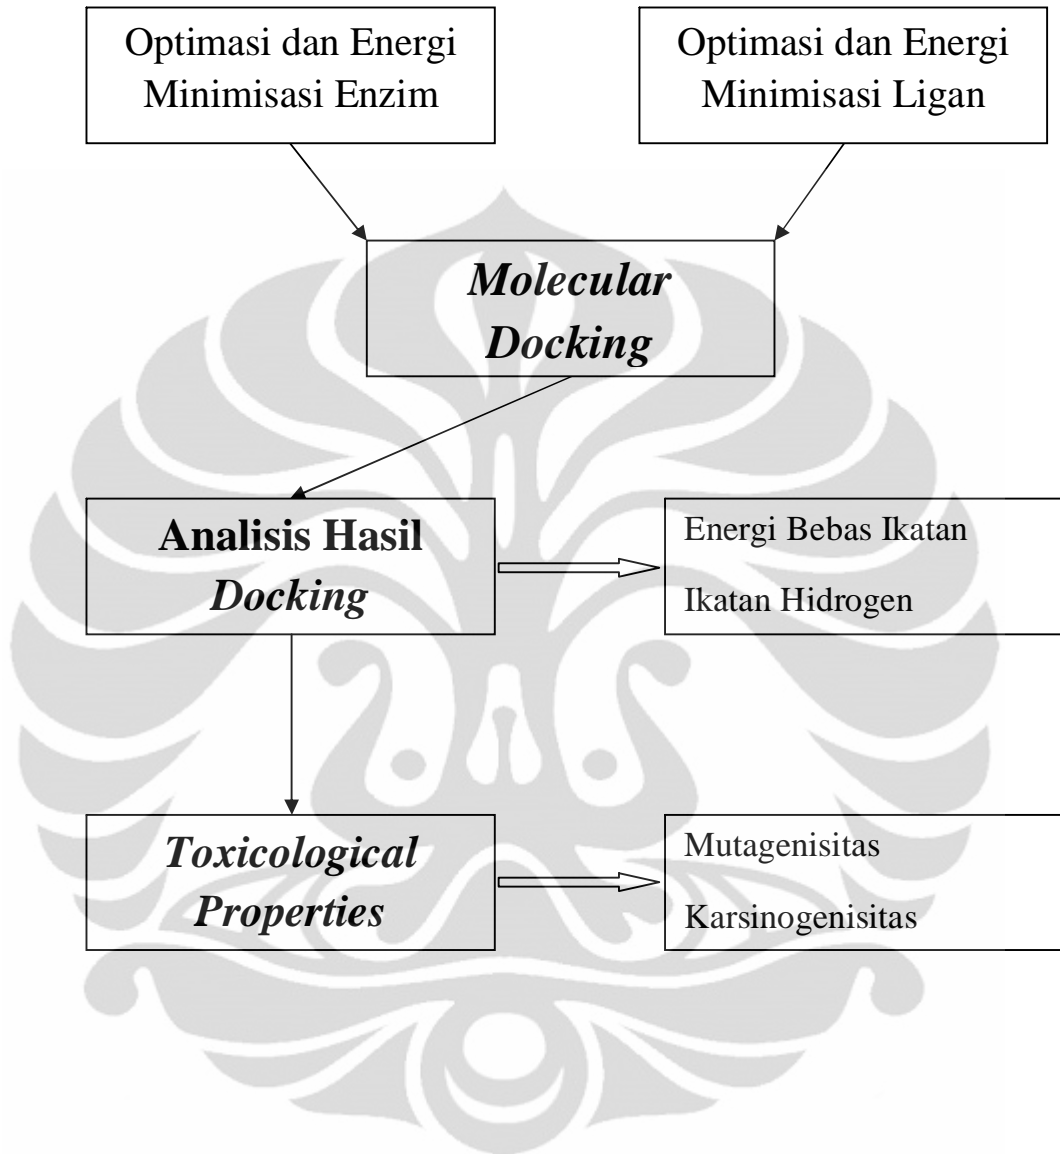 Optimasi dan Energi
Minimisasi Enzim
Optimasi dan Energi
Minimisasi Ligan
Molecular
Docking
Analisis Hasil
Docking
Energi Bebas Ikatan
Ikatan Hidrogen
Toxicological
Properties
Mutagenisitas
Karsinogenisitas